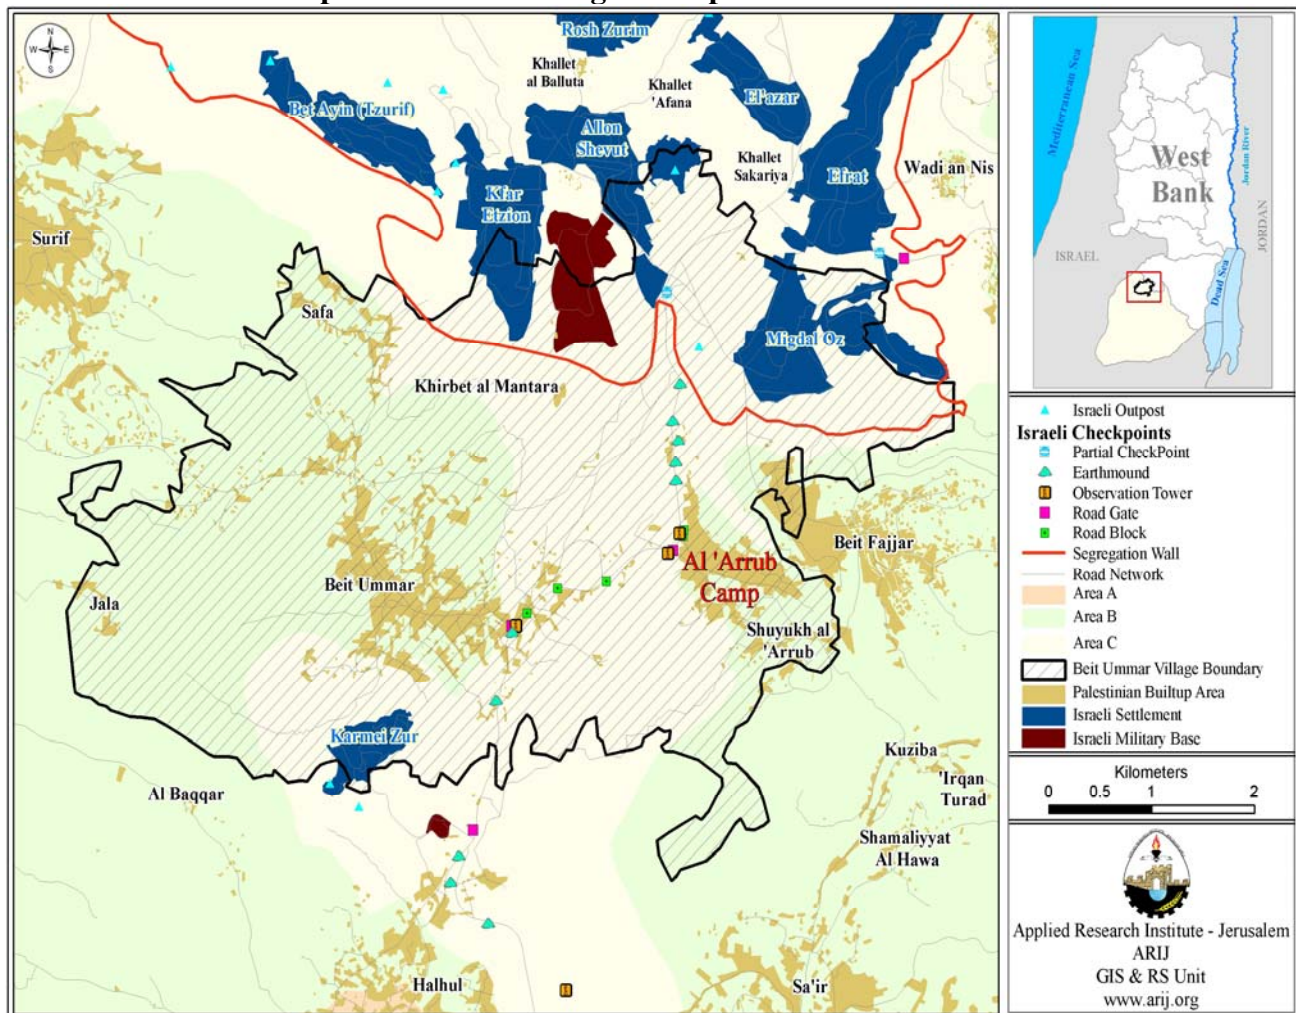 N
W
E
S
Rosh Zurim
Khallet
al Balluta
Khallet
'Afana
El'azar
Bet Ayin (Tzurif)
Allon
Shevut
Khallet
Sakariya
Efrat
Wadi an Nis
Kfar
Etzion
Surif
Safa
Migdal Oz
Khirbet al Mantara
Beit Fajjar
Al 'Arrub
Camp
Beit Ummar
Jala
Shuyukh al
'Arrub
Karmei Zur
Kuziba
'Irqan
Turad
Al Baqqar
Shamaliyyat
Al Hawa
Halhul
Sa'ir
Mediterranean Sea
West
Bank
Jordan River
JORDAN
ISRAEL
Dead Sea
Israeli Outpost
Israeli Checkpoints
Partial CheckPoint
Earthmound
Observation Tower
Road Gate
Road Block
Segregation Wall
Road Network
Area A
Area B
Area C
Beit Ummar Village Boundary
Palestinian Builtup Area
Israeli Settlement
Israeli Military Base
Kilometers
0 0.5 1 2
Applied Research Institute - Jerusalem
ARIJ
GIS & RS Unit
www.arij.org